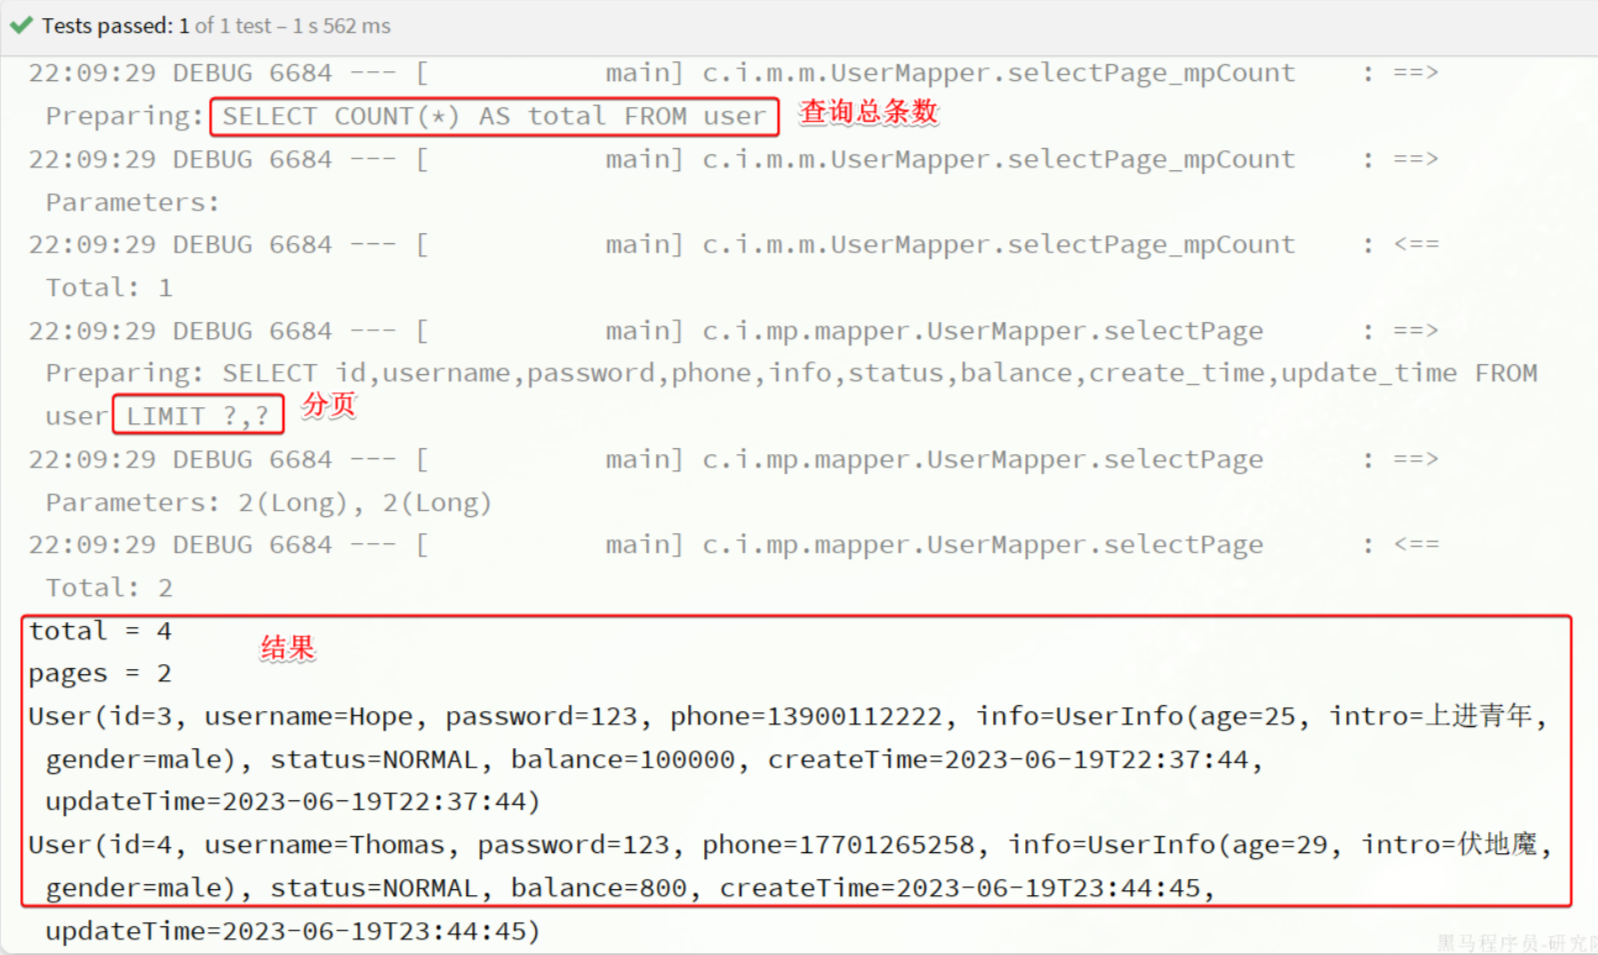 Tests passed: 1 of 1 test – 1 s 562 ms
22:09:29 DEBUG 6684 --- [           main] c.i.m.m.UserMapper.selectPage_mpCount    : ==>
Preparing: SELECT COUNT(*) AS total FROM user 查询总条数
22:09:29 DEBUG 6684 --- [           main] c.i.m.m.UserMapper.selectPage_mpCount    : ==>
Parameters:
22:09:29 DEBUG 6684 --- [           main] c.i.m.m.UserMapper.selectPage_mpCount    : <==
Total: 1
22:09:29 DEBUG 6684 --- [           main] c.i.mp.mapper.UserMapper.selectPage      : ==>
Preparing: SELECT id,username,password,phone,info,status,balance,create_time,update_time FROM
user LIMIT ?,? 分页
22:09:29 DEBUG 6684 --- [           main] c.i.mp.mapper.UserMapper.selectPage      : ==>
Parameters: 2(Long), 2(Long)
22:09:29 DEBUG 6684 --- [           main] c.i.mp.mapper.UserMapper.selectPage      : <==
Total: 2
total = 4
结果
pages = 2
User(id=3, username=Hope, password=123, phone=13900112222, info=UserInfo(age=25, intro=上进青年,
gender=male), status=NORMAL, balance=100000, createTime=2023-06-19T22:37:44,
updateTime=2023-06-19T22:37:44)
User(id=4, username=Thomas, password=123, phone=17701265258, info=UserInfo(age=29, intro=伏地魔,
gender=male), status=NORMAL, balance=800, createTime=2023-06-19T23:44:45,
updateTime=2023-06-19T23:44:45)
黑马程序员-研究